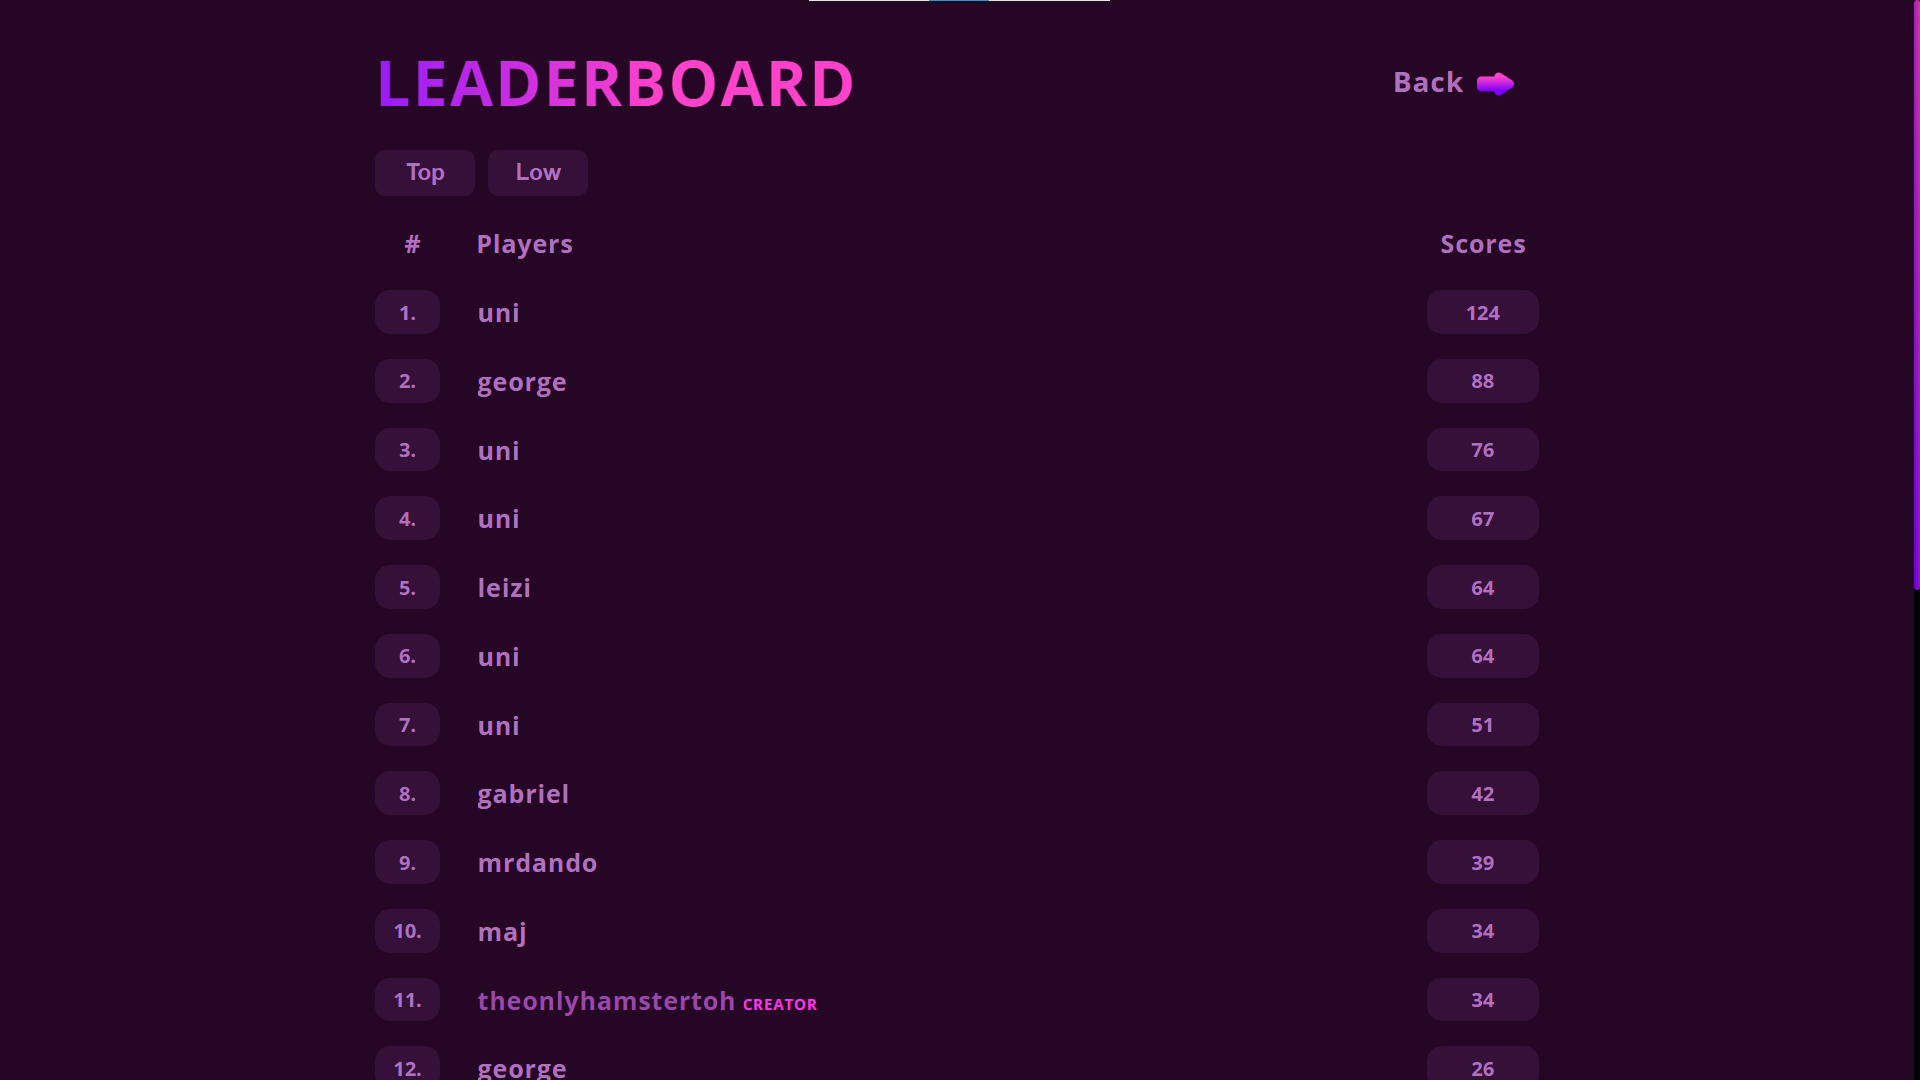 LEADERBOARD Back
Top Low
# Players Scores
1. uni 124
2. george 88
3. uni 76
4. uni 67
5. leizi 64
6. uni 64
7. uni 51
8. gabriel 42
9. mrdando 39
10. maj 34
11. theonlyhamstertoh CREATOR 34
12. george 26